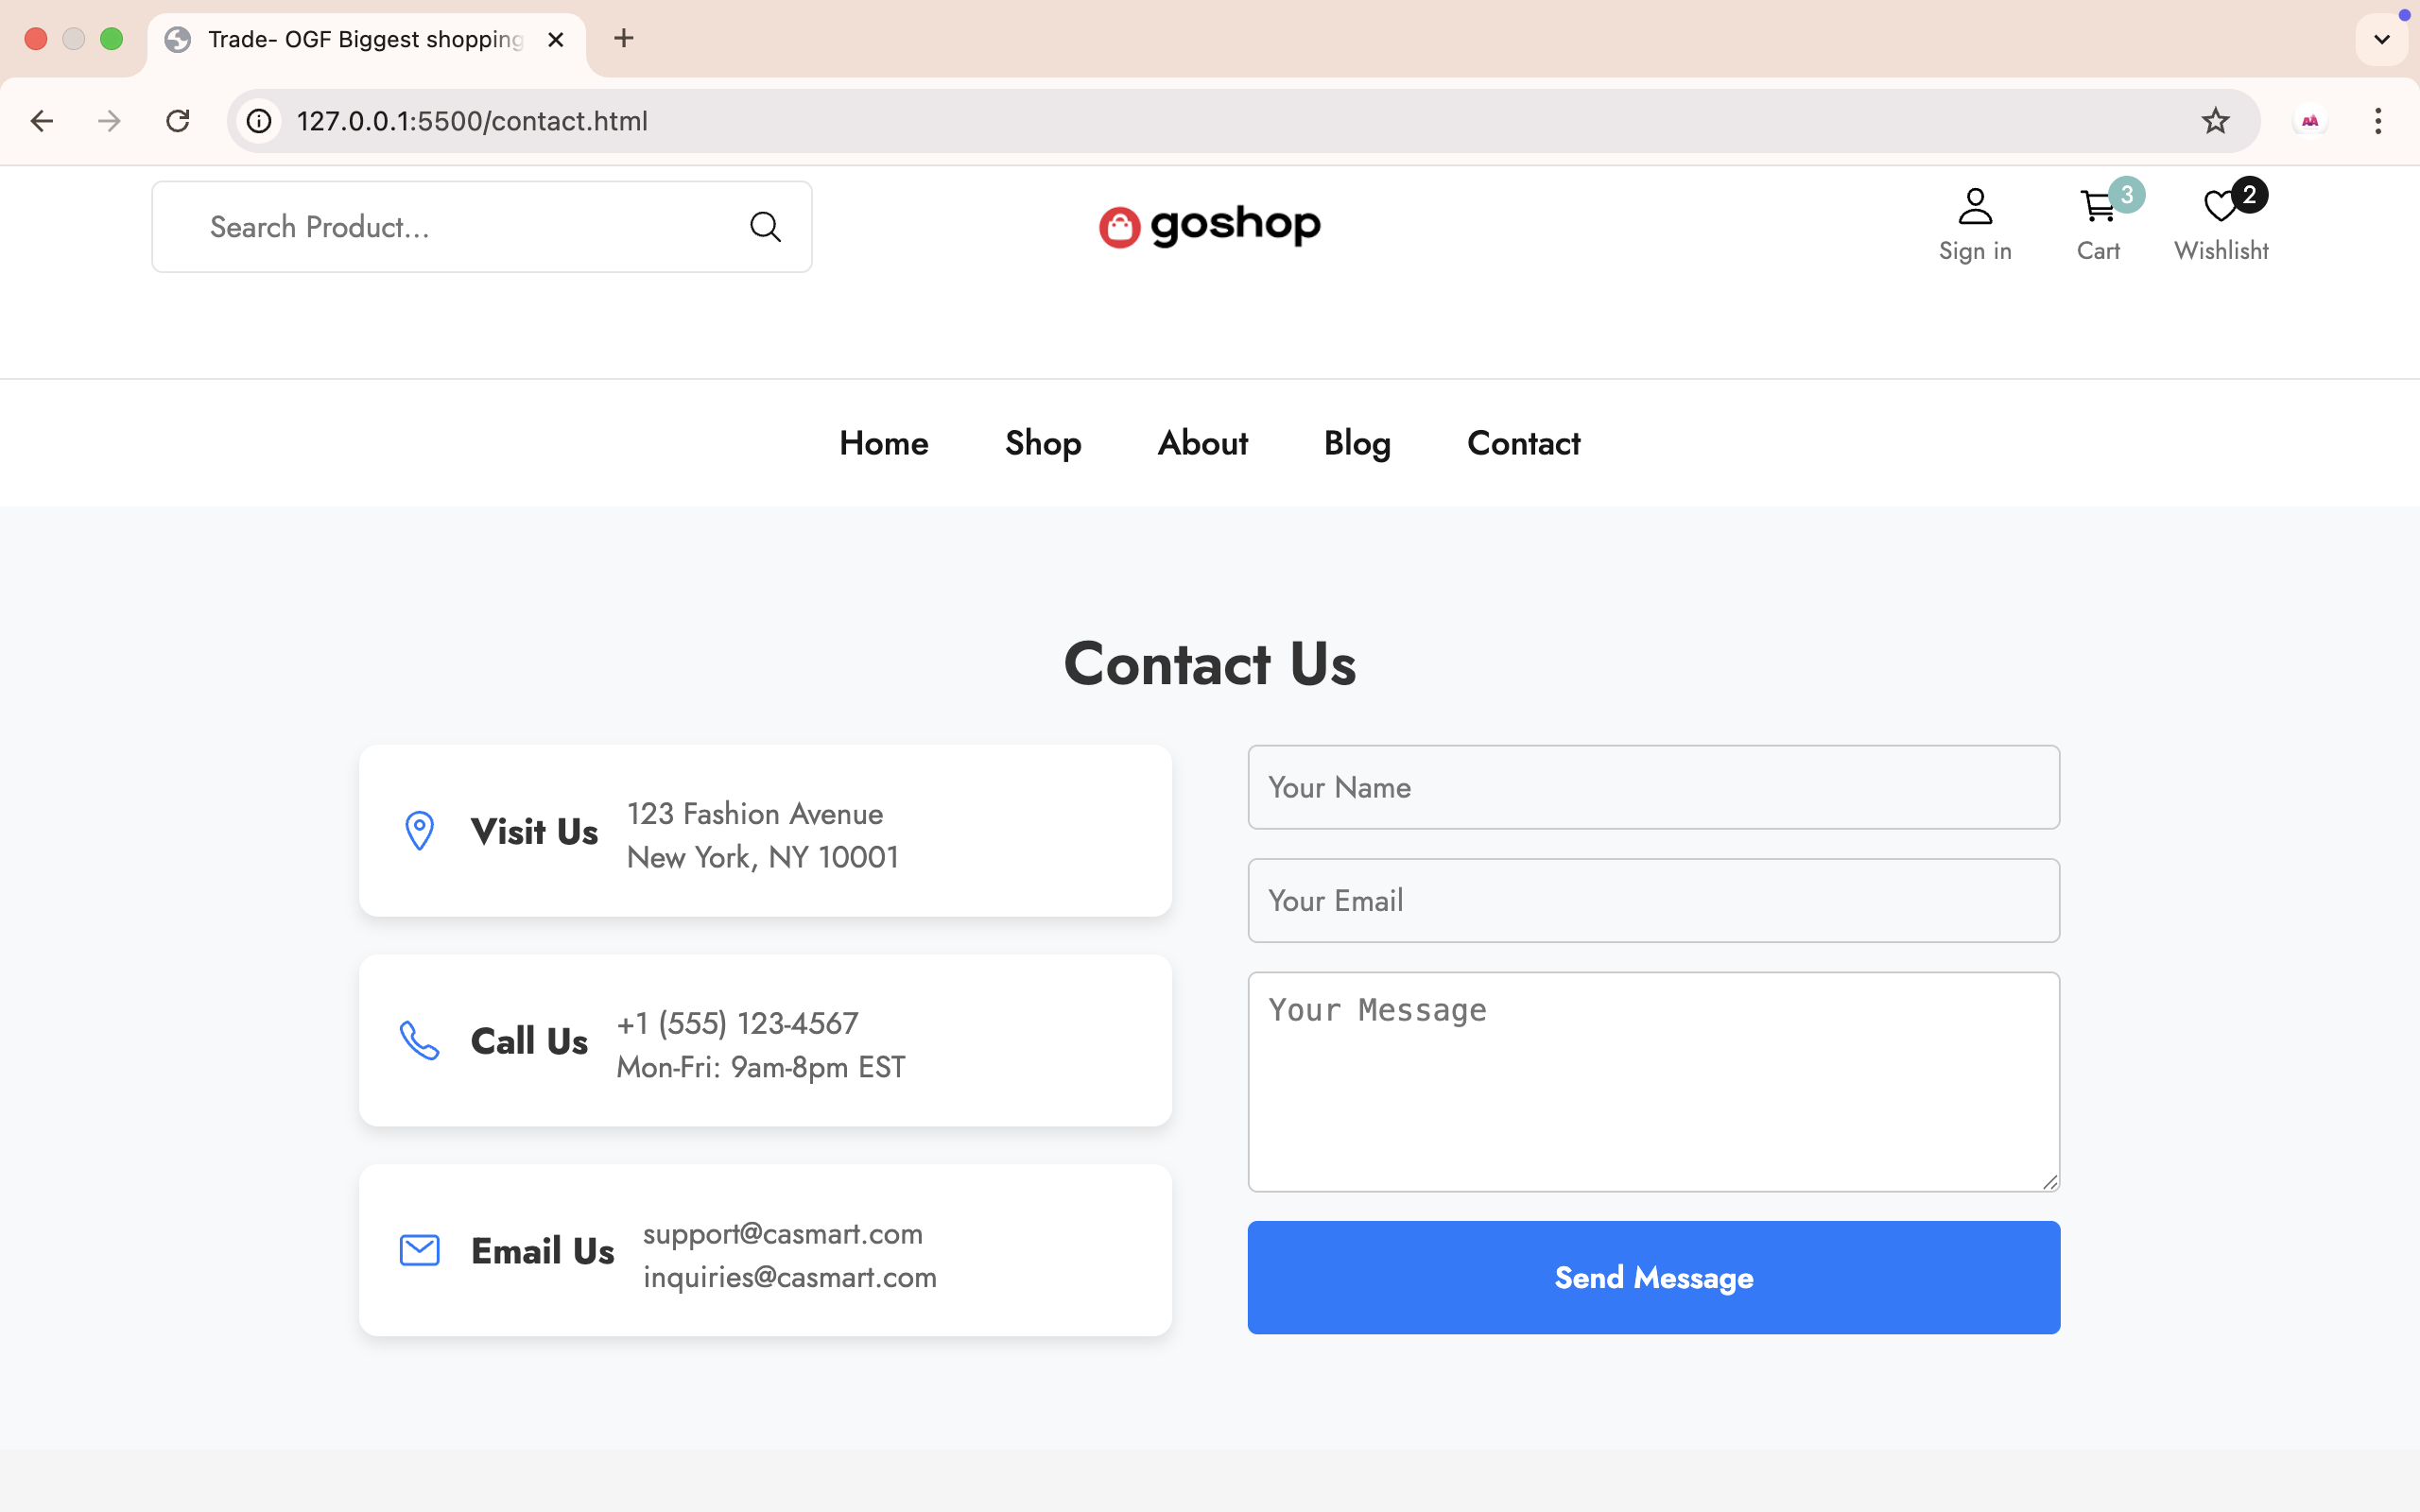 Trade- OGF Biggest shopping
127.0.0.1:5500/contact.html
Search Product...
goshop
3
2
Sign in
Cart
Wishlisht
Home
Shop
About
Blog
Contact
Contact Us
Visit Us
123 Fashion Avenue
New York, NY 10001
Call Us
+1 (555) 123-4567
Mon-Fri: 9am-8pm EST
Email Us
support@casmart.com
inquiries@casmart.com
Your Name
Your Email
Your Message
Send Message